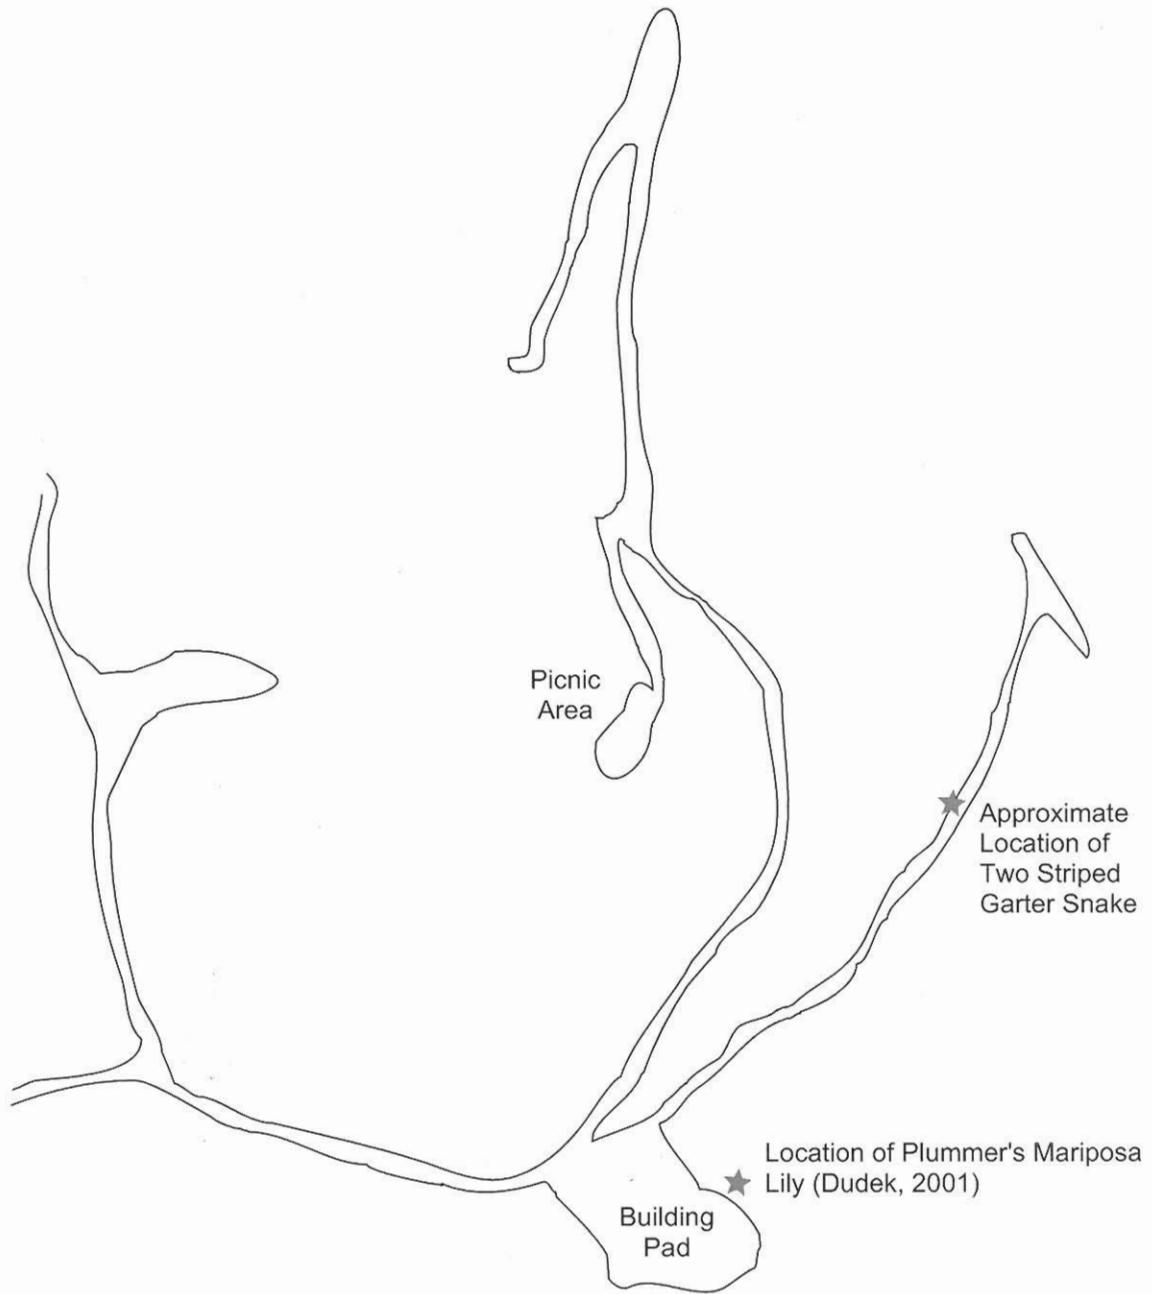 Picnic
Area
Approximate
Location of
Two Striped
Garter Snake
Location of Plummer's Mariposa
Lily (Dudek, 2001)
Building
Pad